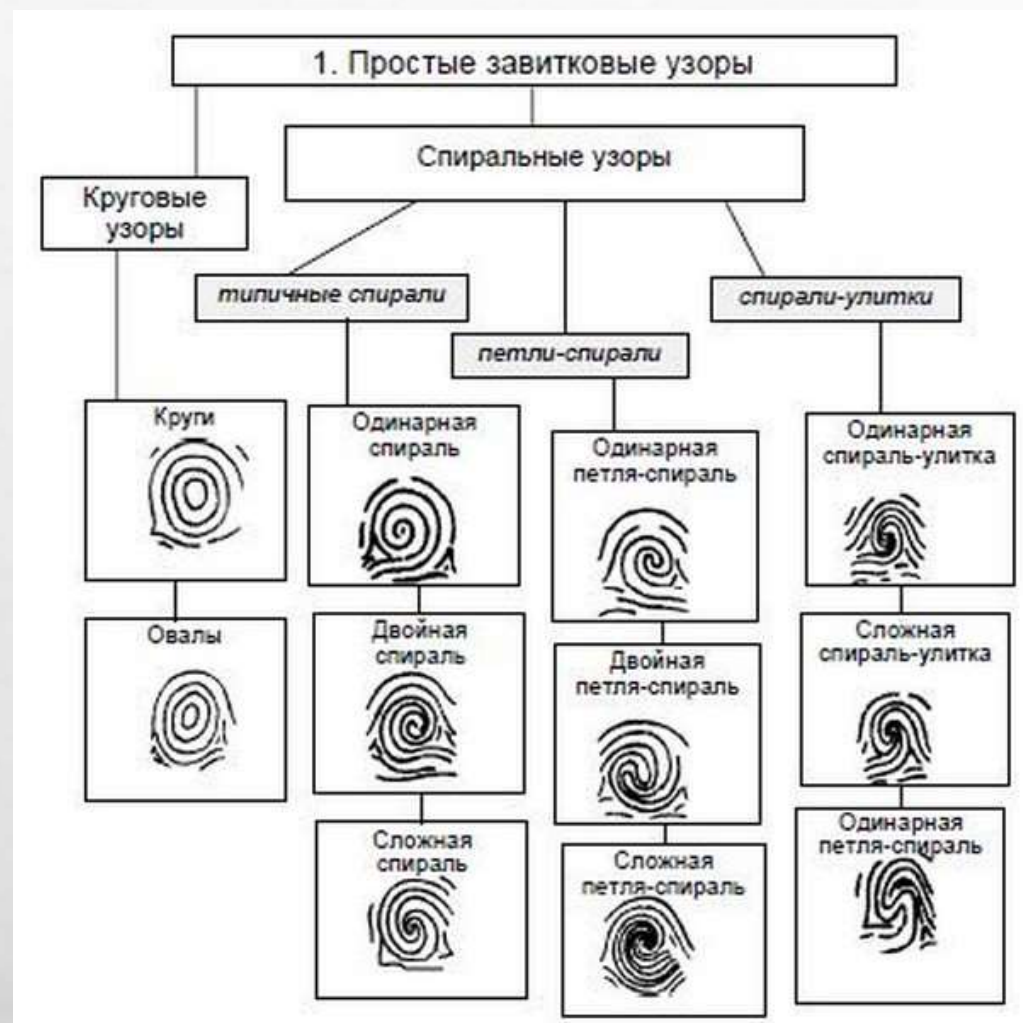 1. Простые завитковые узоры
Спиральные узоры
Круговые
узоры
типичные спирали
спирали-улитки
петли-спирали
Круги
Овалы
Одинарная
спираль
Двойная
спираль
Сложная
спираль
Одинарная
петля-спираль
Двойная
петля-спираль
Сложная
петля-спираль
Одинарная
спираль-улитка
Сложная
спираль-улитка
Одинарная
петля-спираль